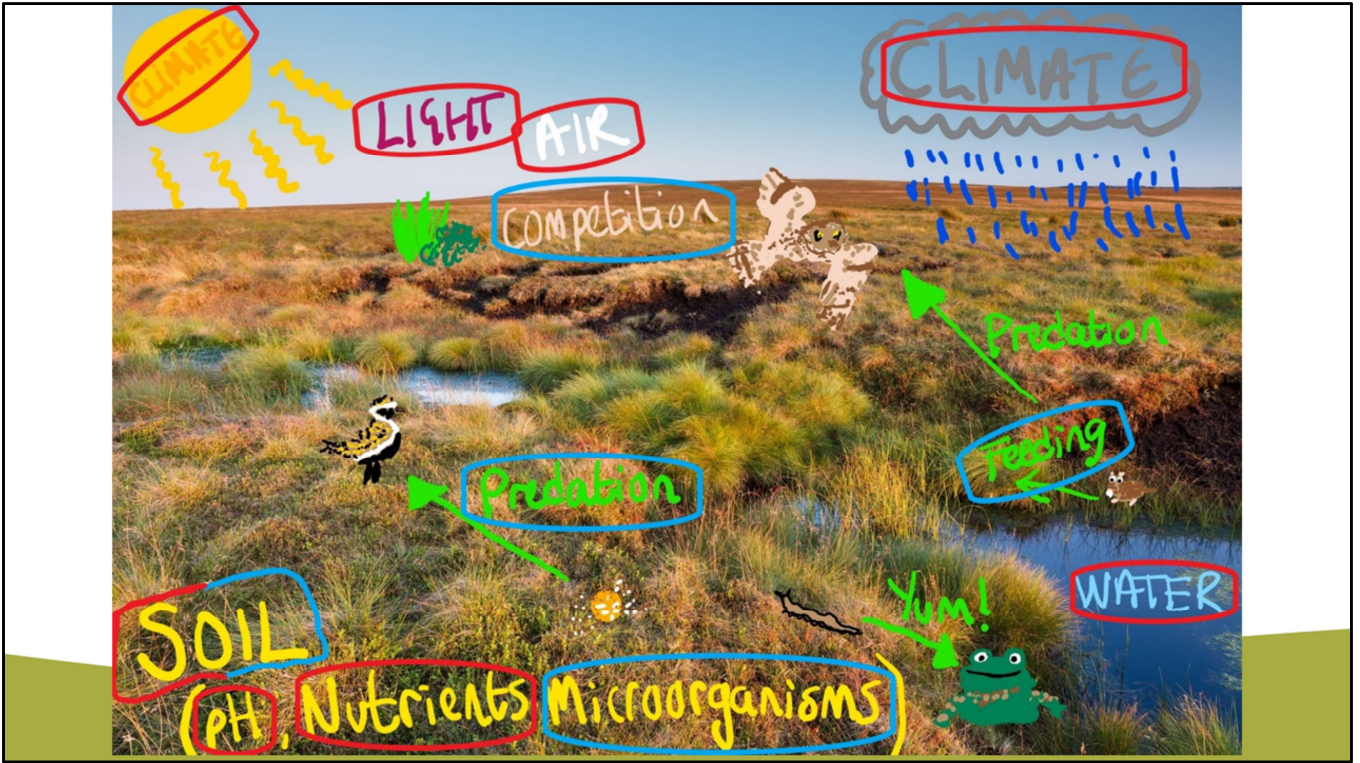 CLIMATE
CLIMATE
LIGHT
AIR
Competition
Predation
Feeding
Predation
Yum!
WATER
SOIL
(pH, Nutrients Microorganisms)